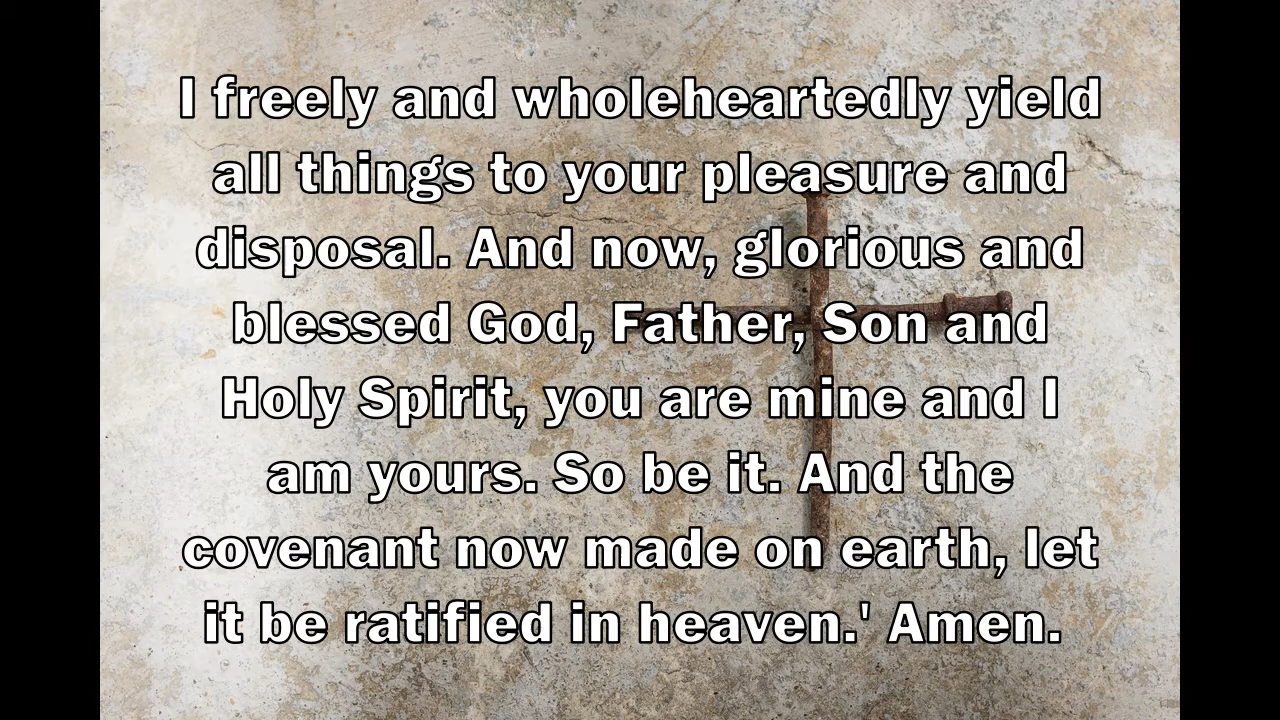 I freely and wholeheartedly yield
all things to your pleasure and
disposal. And now, glorious and
blessed God, Father, Son and
Holy Spirit, you are mine and I
am yours. So be it. And the
covenant now made on earth, let
it be ratified in heaven.' Amen.